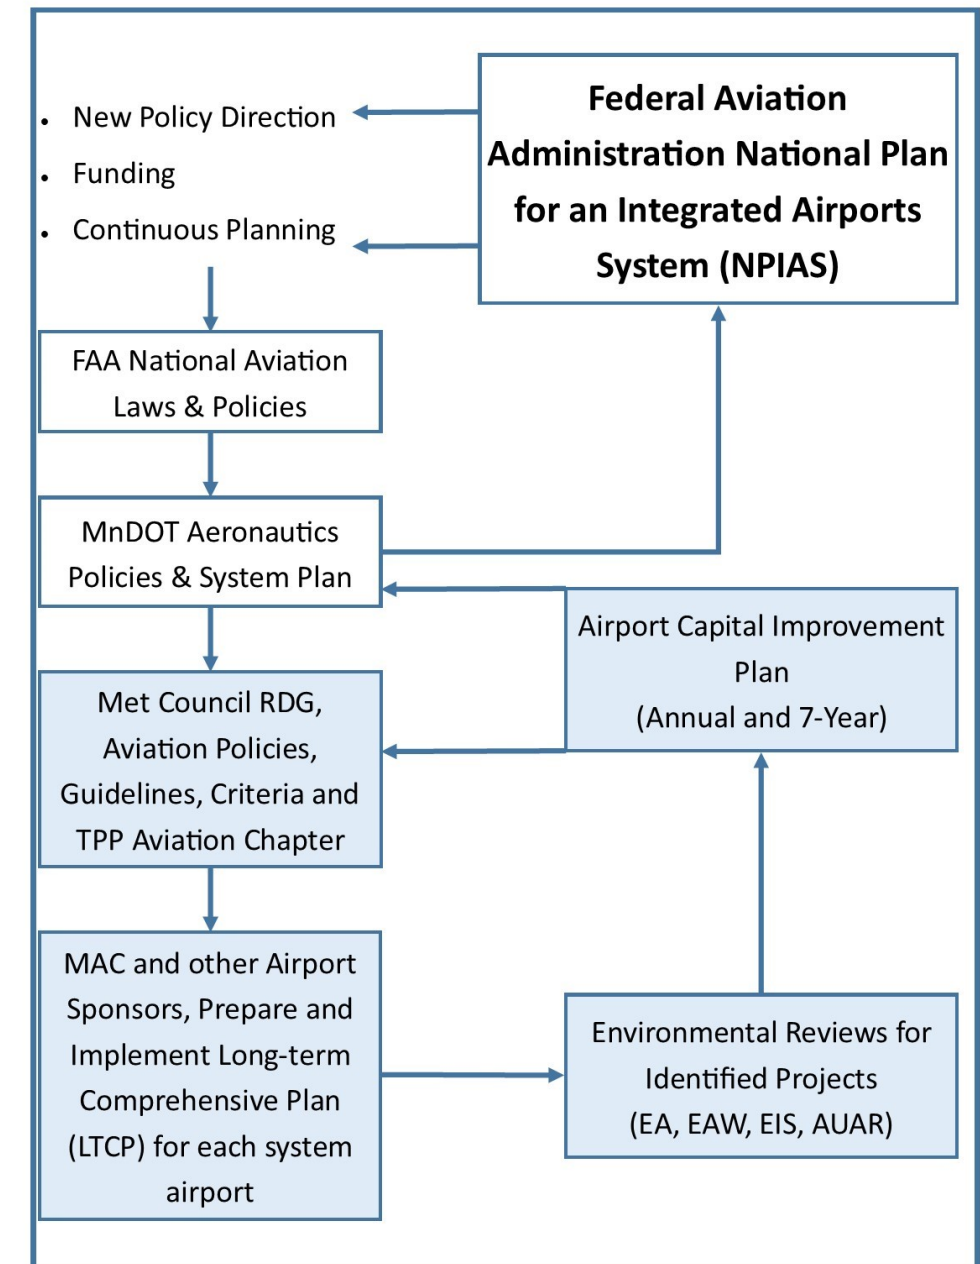 • New Policy Direction
• Funding
• Continuous Planning
Federal Aviation
Administration National Plan
for an Integrated Airports
System (NPIAS)
FAA National Aviation
Laws & Policies
MnDOT Aeronautics
Policies & System Plan
Airport Capital Improvement
Plan
(Annual and 7-Year)
Met Council RDG,
Aviation Policies,
Guidelines, Criteria and
TPP Aviation Chapter
MAC and other Airport
Sponsors, Prepare and
Implement Long-term
Comprehensive Plan
(LTCP) for each system
airport
Environmental Reviews for
Identified Projects
(EA, EAW, EIS, AUAR)